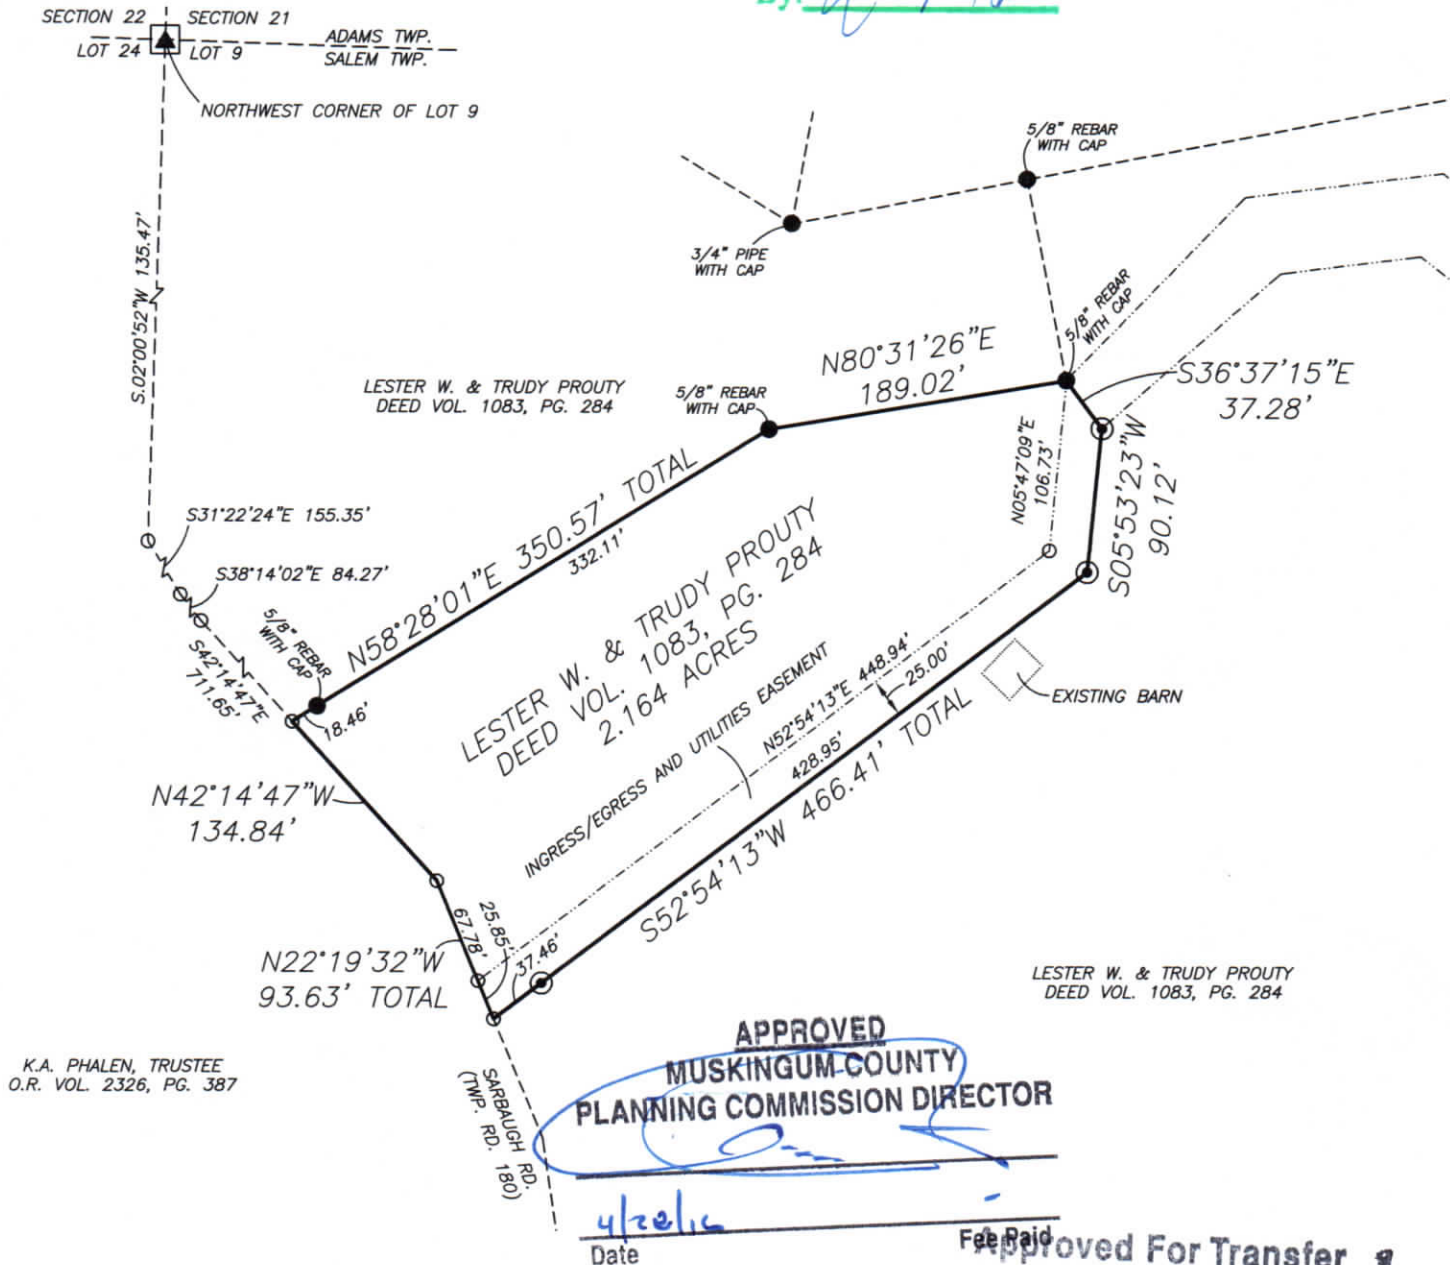 By:
SECTION 22
SECTION 21
LOT 24
LOT 9
ADAMS TWP.
SALEM TWP.
NORTHWEST CORNER OF LOT 9
5/8" REBAR
WITH CAP
3/4" PIPE
WITH CAP
S.02°00'52"W 135.47'
5/8" REBAR
WITH CAP
N80°31'26"E
189.02'
S36°37'15"E
37.28'
LESTER W. & TRUDY PROUTY
DEED VOL. 1083, PG. 284
5/8" REBAR
WITH CAP
N05°47'09"E
106.73'
S05°53'23"W
90.12'
S31°22'24"E 155.35'
S38°14'02"E 84.27'
N58°28'01"E 350.57' TOTAL
332.11'
5/8" REBAR
WITH CAP
S42°14'47"E
711.65'
18.46'
LESTER W. & TRUDY PROUTY
DEED VOL. 1083, PG. 284
2.164 ACRES
INGRESS/EGRESS AND UTILITIES EASEMENT
N52°54'13"E 448.94'
25.00'
428.95'
S52°54'13"W 466.41' TOTAL
EXISTING BARN
N42°14'47"W
134.84'
67.78'
25.85'
37.46'
N22°19'32"W
93.63' TOTAL
LESTER W. & TRUDY PROUTY
DEED VOL. 1083, PG. 284
K.A. PHALEN, TRUSTEE
O.R. VOL. 2326, PG. 387
SARBAUGH RD.
(TWP. RD. 180)
APPROVED
MUSKINGUM COUNTY
PLANNING COMMISSION DIRECTOR
4/22/16
Date
Fee Paid
Approved For Transfer